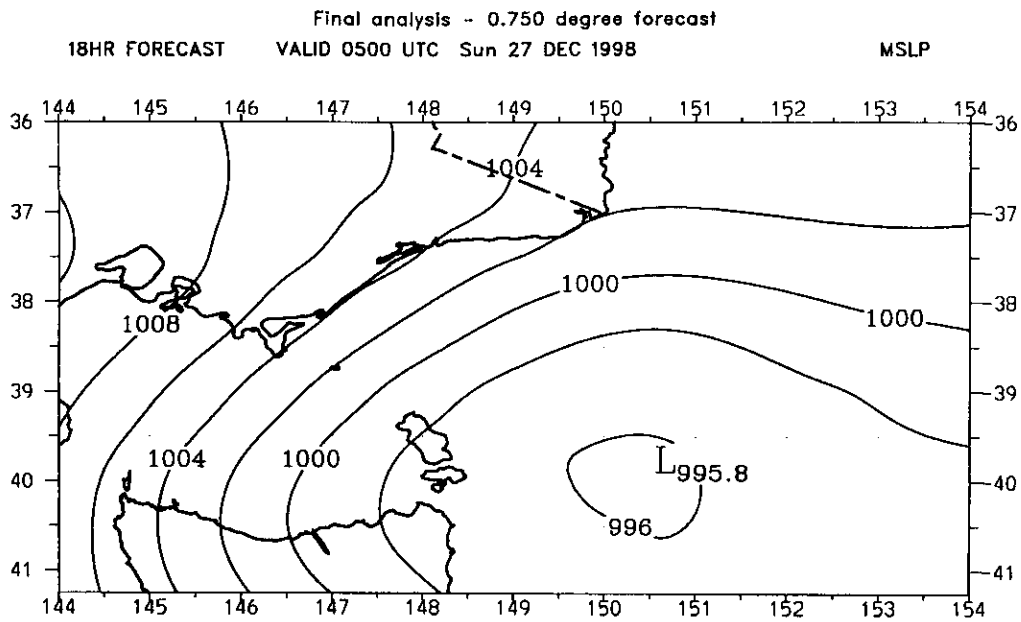 Final analysis - 0.750 degree forecast
18HR FORECAST VALID 0500 UTC Sun 27 DEC 1998 MSLP
144 145 146 147 148 149 150 151 152 153 154
36 36
1004
37 37
38 38
1000
1008 1000
39 39
1004 1000
L 995.8
40 40
996
41 41
144 145 146 147 148 149 150 151 152 153 154